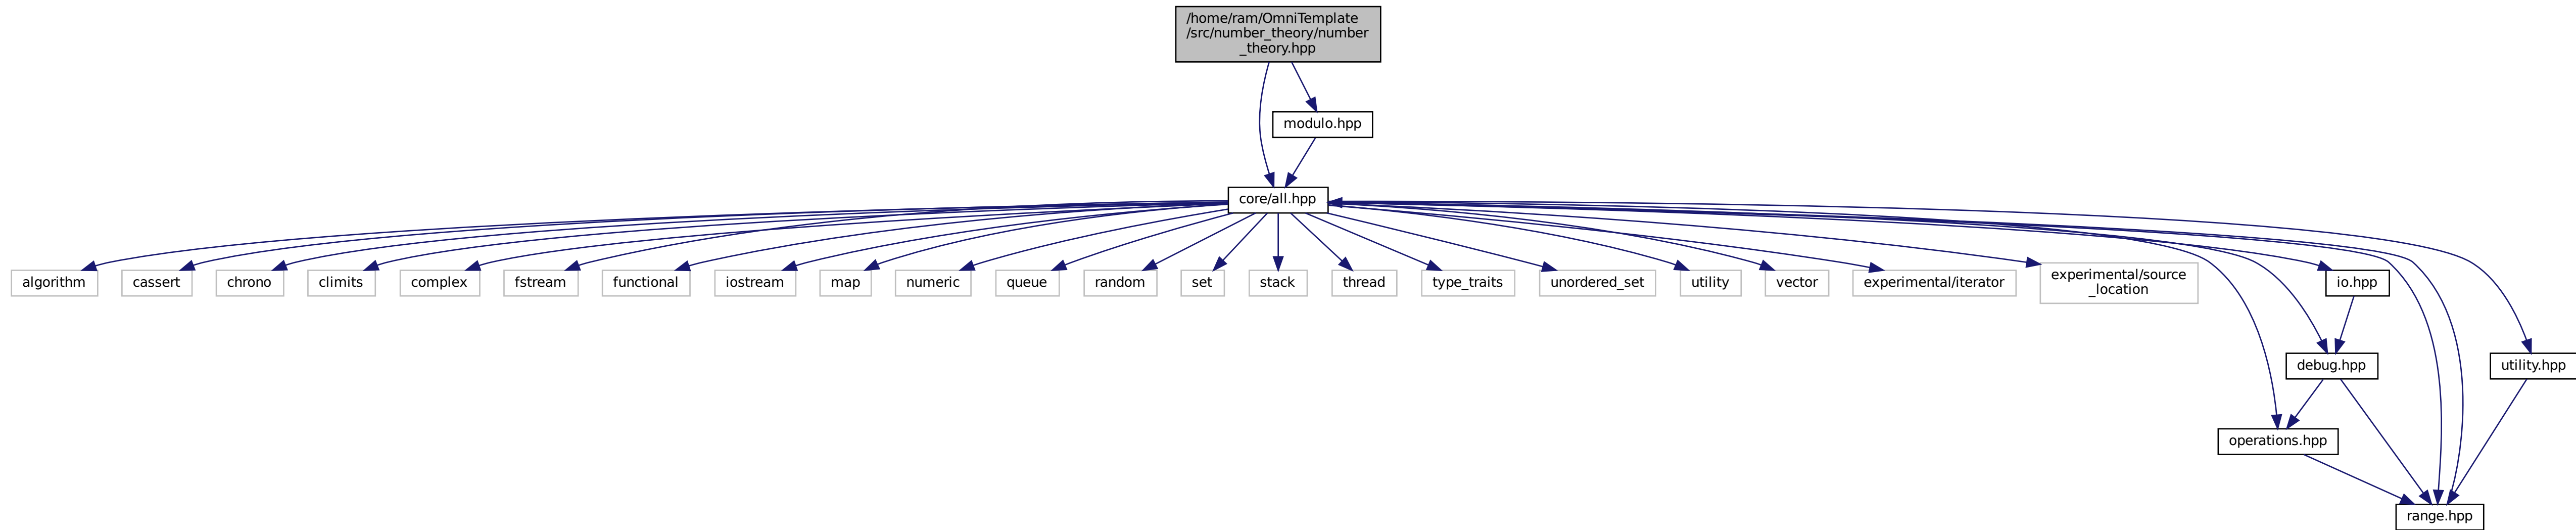 /home/ram/OmniTemplate
/src/number_theory/number
_theory.hpp
modulo.hpp
core/all.hpp
algorithm
cassert
chrono
climits
complex
fstream
functional
iostream
map
numeric
queue
random
set
stack
thread
type_traits
unordered_set
utility
vector
experimental/iterator
experimental/source
_location
io.hpp
debug.hpp
utility.hpp
operations.hpp
range.hpp